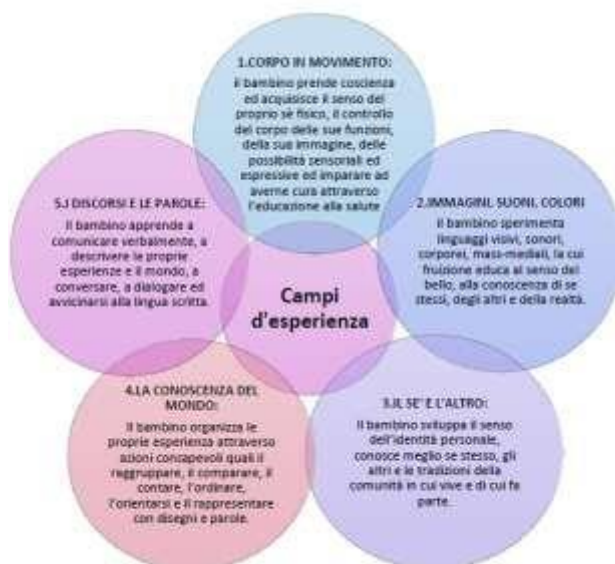 1.CORPO IN MOVIMENTO:
il bambino prende coscienza
ed acquisisce il senso del
proprio sè fisico, il controllo
del corpo delle sue funzioni,
della sua immagine, delle
possibilità sensoriali ed
espressive ed imparare ad
averne cura attraverso
l'educazione alla salute
2.IMMAGINI, SUONI, COLORI
Il bambino sperimenta
linguaggi visivi, sonori,
corporei, mass-mediali, la cui
fruizione educa al senso del
bello, alla conoscenza di se
stessi, degli altri e della realtà.
3.IL SE' E L'ALTRO:
Il bambino sviluppa il senso
dell'identità personale,
conosce meglio se stesso, gli
altri e le tradizioni della
comunità in cui vive e di cui fa
parte.
4.LA CONOSCENZA DEL
MONDO:
Il bambino organizza le
proprie esperienza attraverso
azioni consapevoli quali il
raggruppare, il comparare, il
contare, l'ordinare,
l'orientarsi e il rappresentare
con disegni e parole.
5.I DISCORSI E LE PAROLE:
Il bambino apprende a
comunicare verbalmente, a
descrivere le proprie
esperienze e il mondo, a
conversare, a dialogare ed
avvicinarsi alla lingua scritta.
Campi
d'esperienza